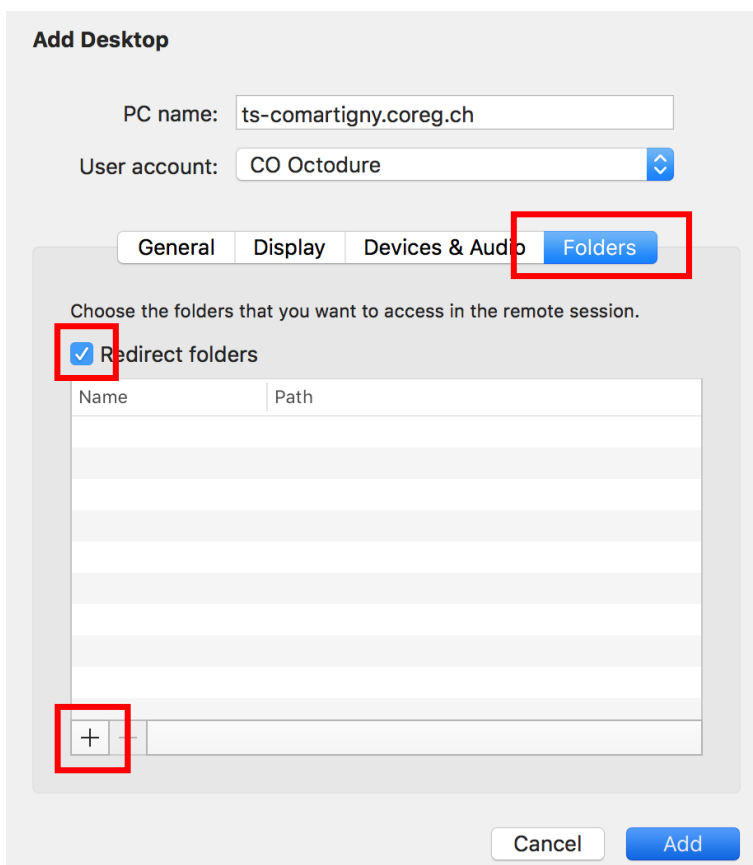 Add Desktop
PC name: ts-comartigny.coreg.ch
User account: CO Octodure
General Display Devices & Audio Folders
Choose the folders that you want to access in the remote session.
Redirect folders
Name Path
+ −
Cancel Add